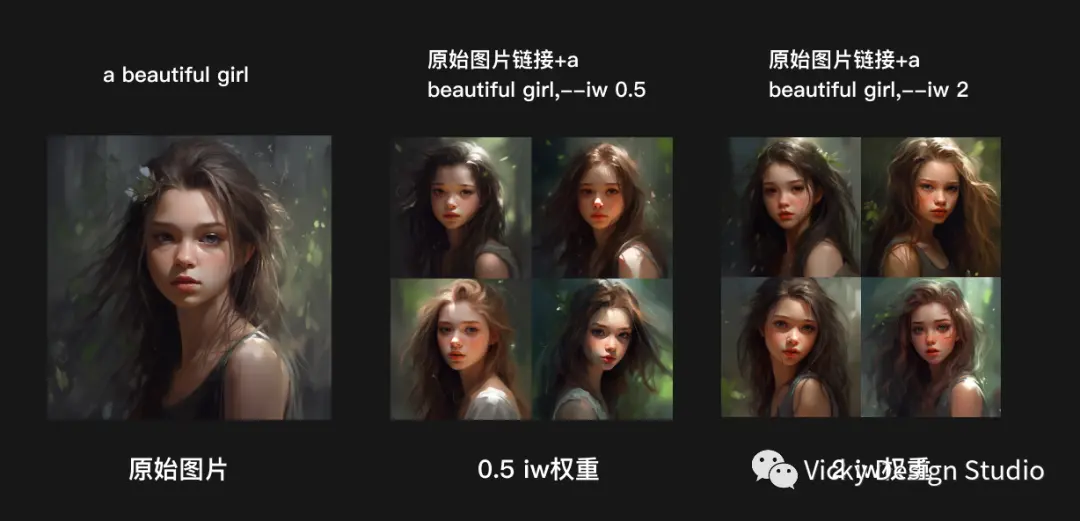 a beautiful girl
原始图片链接+a
beautiful girl,--iw 0.5
原始图片链接+a
beautiful girl,--iw 2
原始图片
0.5 iw权重
2 iw权重
Vicky Design Studio